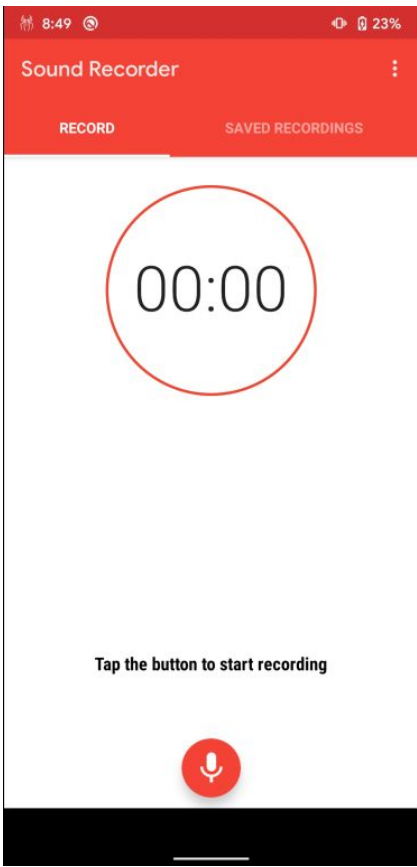 8:49 23%
Sound Recorder
RECORD SAVED RECORDINGS
00:00
Tap the button to start recording